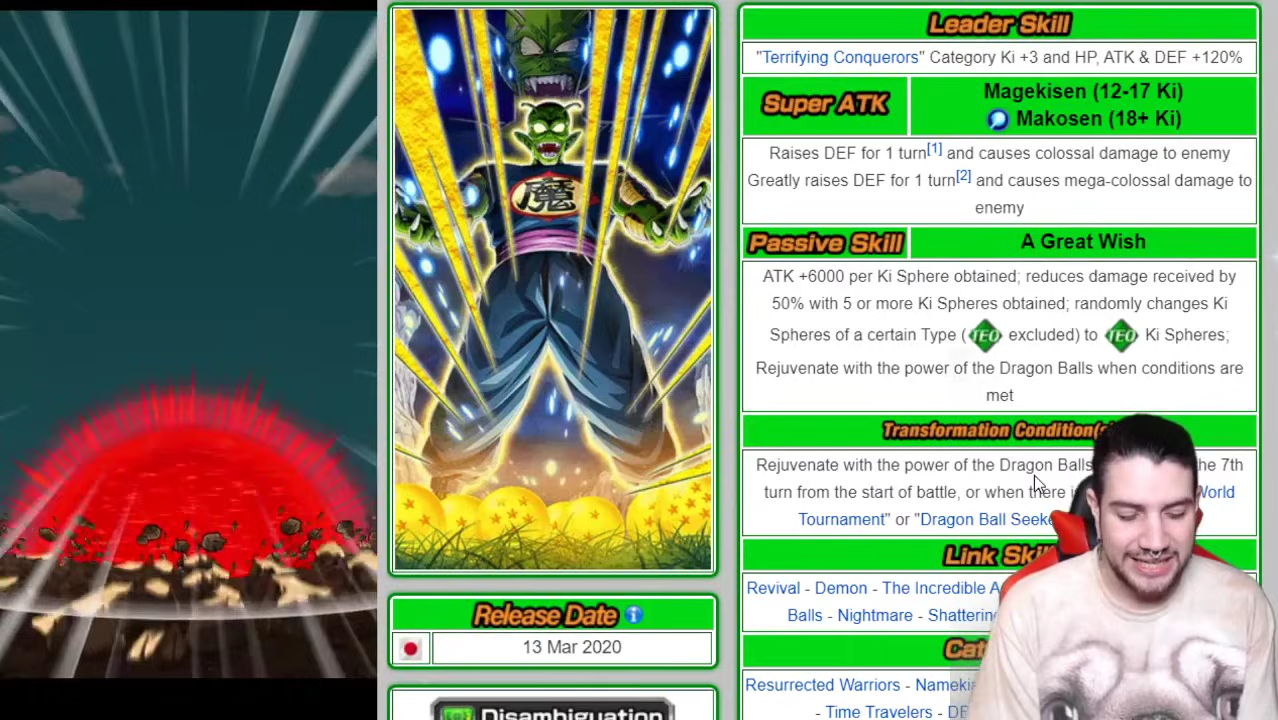 Leader Skill
"Terrifying Conquerors" Category Ki +3 and HP, ATK & DEF +120%
Super ATK
Magekisen (12-17 Ki)
Makosen (18+ Ki)
Raises DEF for 1 turn[1] and causes colossal damage to enemy
Greatly raises DEF for 1 turn[2] and causes mega-colossal damage to
enemy
Passive Skill
A Great Wish
ATK +6000 per Ki Sphere obtained; reduces damage received by
50% with 5 or more Ki Spheres obtained; randomly changes Ki
Spheres of a certain Type (TEQ excluded) to TEQ Ki Spheres;
Rejuvenate with the power of the Dragon Balls when conditions are
met
Transformation
Rejuvenate with the power of the Dragon Balls he 7th
turn from the start of battle, or when there World
Tournament" or "Dragon Ball
Link
Revival - Demon - The Incredible
Balls - Nightmare -
Resurrected Warriors -
- Time Travelers -
魔
Release Date
13 Mar 2020
Disambiguation